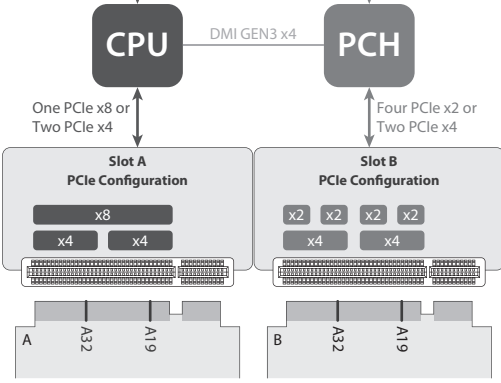 CPU
DMI GEN3 x4
PCH
One PCIe x8 or
Two PCIe x4
Four PCIe x2 or
Two PCIe x4
Slot A
PCIe Configuration
x8
x4 x4
Slot B
PCIe Configuration
x2 x2 x2 x2
x4 x4
A
A32
A19
B
A32
A19